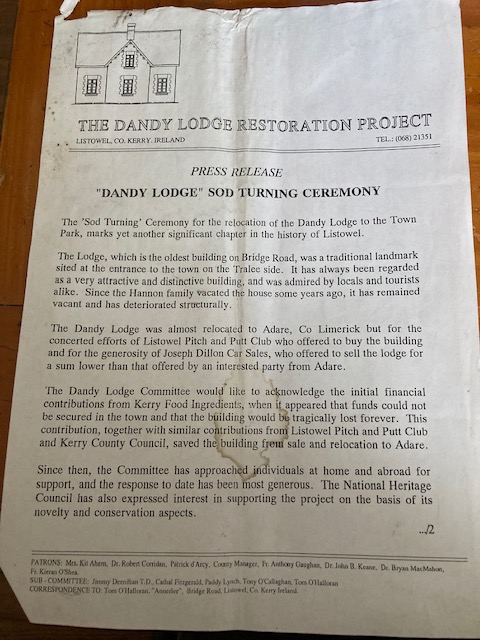 THE DANDY LODGE RESTORATION PROJECT
LISTOWEL, CO. KERRY. IRELAND TEL.: (068) 21351
PRESS RELEASE
"DANDY LODGE" SOD TURNING CEREMONY
The 'Sod Turning' Ceremony for the relocation of the Dandy Lodge to the Town
Park, marks yet another significant chapter in the history of Listowel.
The Lodge, which is the oldest building on Bridge Road, was a traditional landmark
sited at the entrance to the town on the Tralee side. It has always been regarded
as a very attractive and distinctive building, and was admired by locals and tourists
alike. Since the Hannon family vacated the house some years ago, it has remained
vacant and has deteriorated structurally.
The Dandy Lodge was almost relocated to Adare, Co Limerick but for the
concerted efforts of Listowel Pitch and Putt Club who offered to buy the building
and for the generosity of Joseph Dillon Car Sales, who offered to sell the lodge for
a sum lower than that offered by an interested party from Adare.
The Dandy Lodge Committee would like to acknowledge the initial financial
contributions from Kerry Food Ingredients, when it appeared that funds could not
be secured in the town and that the building would be tragically lost forever. This
contribution, together with similar contributions from Listowel Pitch and Putt Club
and Kerry County Council, saved the building from sale and relocation to Adare.
Since then, the Committee has approached individuals at home and abroad for
support, and the response to date has been most generous. The National Heritage
Council has also expressed interest in supporting the project on the basis of its
novelty and conservation aspects.
.../2
PATRONS: Mrs. Kit Ahern, Dr. Robert Corridan, Patrick d'Arcy, County Manager, Fr. Anthony Gaughan, Dr. John B. Keane, Dr. Bryan MacMahon,
Fr. Kieran O'Shea.
SUB - COMMITTEE: Jimmy Deenihan T.D., Cathal Fitzgerald, Paddy Lynch, Tony O'Callaghan, Tom O'Halloran
CORRESPONDENCE TO: Tom O'Halloran, Bridge Road, Listowel, Co. Kerry Ireland.